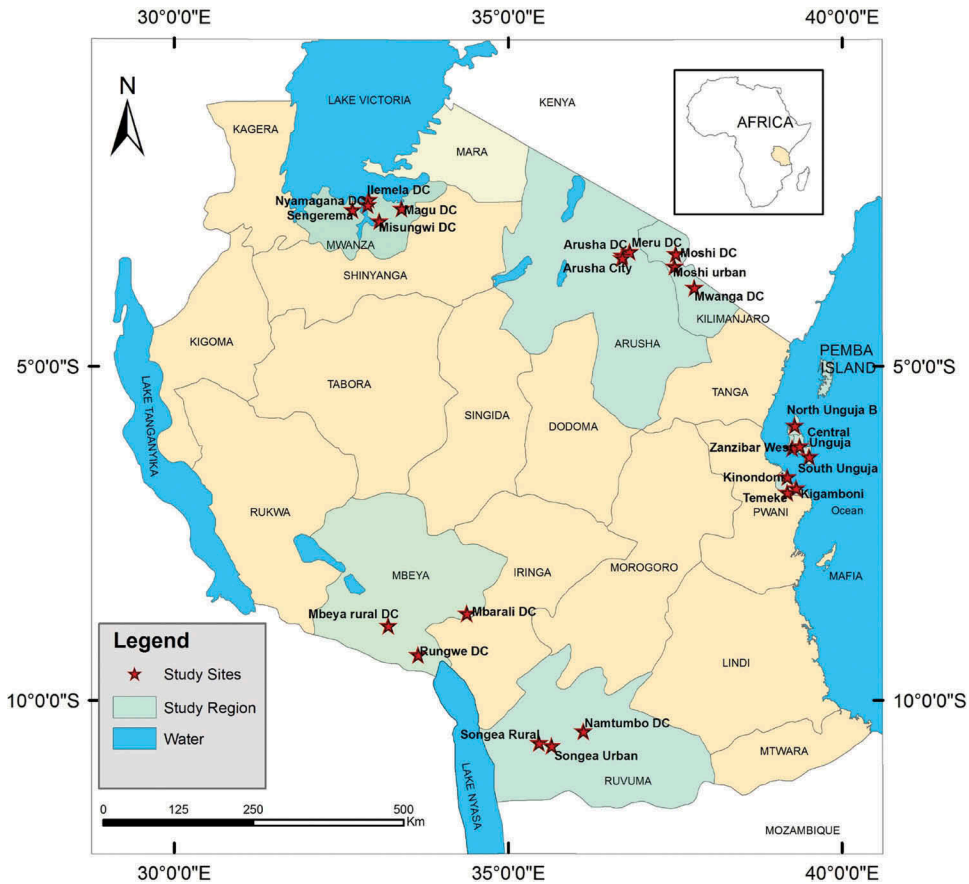 30°0'0"E
35°0'0"E
40°0'0"E
N
LAKE VICTORIA
KENYA
AFRICA
KAGERA
MARA
Ilemela DC
Nyamagana DC
Sengerema
Magu DC
Misungwi DC
MWANZA
SHINYANGA
Arusha DC
Meru DC
Moshi DC
Arusha City
Moshi urban
Mwanga DC
KILIMANJARO
KIGOMA
ARUSHA
5°0'0"S
5°0'0"S
PEMBA
ISLAND
TABORA
TANGA
LAKE TANGANYIKA
SINGIDA
DODOMA
North Unguja B
Central
Unguja
Zanzibar West
South Unguja
Kinondoni
Kigamboni
Temeke
PWANI
Ocean
RUKWA
MBEYA
IRINGA
MOROGORO
MAFIA
Mbeya rural DC
Mbarali DC
Rungwe DC
LINDI
Legend
Study Sites
Study Region
Water
10°0'0"S
10°0'0"S
Namtumbo DC
Songea Rural
Songea Urban
MTWARA
RUVUMA
LAKE NYASA
0 125 250 500
Km
MOZAMBIQUE
30°0'0"E
35°0'0"E
40°0'0"E